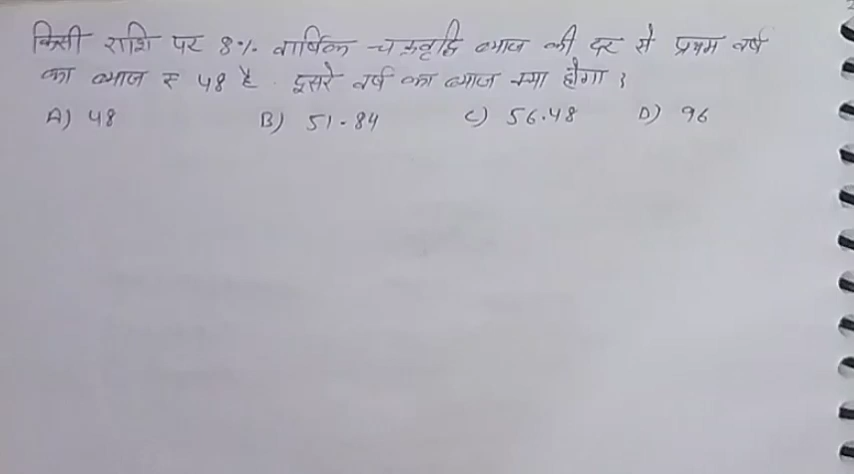 किसी राशि पर 8% वार्षिक चक्रवृद्धि ब्याज की दर से प्रथम वर्ष
का ब्याज ₹ 48 है . दूसरे वर्ष का ब्याज क्या होगा ?
A) 48 B) 51.84 C) 56.48 D) 96